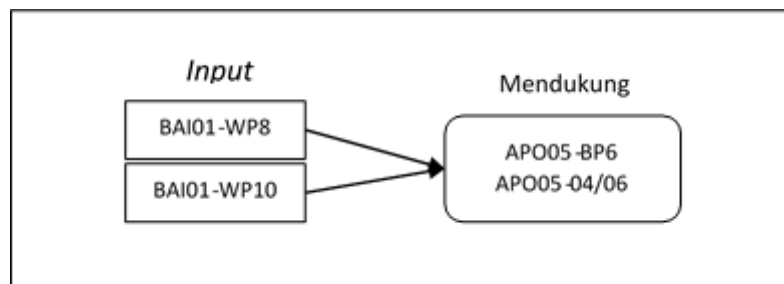 Input
BAI01-WP8
BAI01-WP10
Mendukung
APO05-BP6
APO05-04/06